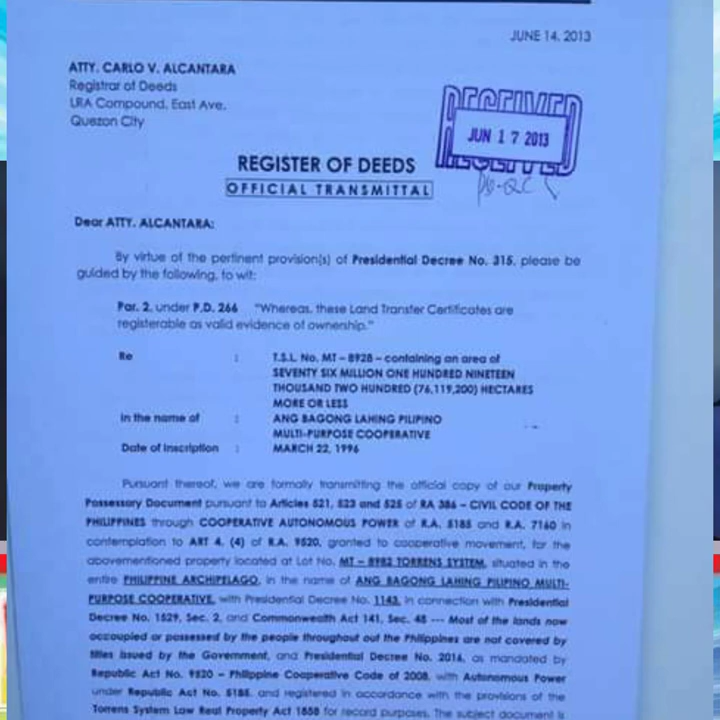 JUNE 14, 2013
ATTY. CARLO V. ALCANTARA
Registrar of Deeds
LRA Compound, East Ave.
Quezon City
RECEIVED
JUN 17 2013
RECEIVED
REGISTER OF DEEDS
OFFICIAL TRANSMITTAL
Dear ATTY. ALCANTARA:
By virtue of the pertinent provision(s) of Presidential Decree No. 315, please be
guided by the following, to wit:
Par. 2, under P.D. 266 "Whereas, these Land Transfer Certificates are
registerable as valid evidence of ownership."
Re : T.S.L. No. MT – 8928 – containing an area of
SEVENTY SIX MILLION ONE HUNDRED NINETEEN
THOUSAND TWO HUNDRED (76,119,200) HECTARES
MORE OR LESS
In the name of : ANG BAGONG LAHING PILIPINO
MULTI-PURPOSE COOPERATIVE
Date of Inscription : MARCH 22, 1996
Pursuant thereof, we are formally transmitting the official copy of our Property
Possessory Document pursuant to Articles 521, 523 and 525 of RA 386 – CIVIL CODE OF THE
PHILIPPINES through COOPERATIVE AUTONOMOUS POWER of R.A. 5185 and R.A. 7160 in
contemplation to ART 4. (4) of R.A. 9520, granted to cooperative movement, for the
abovementioned property located at Lot No. MT – 8982 TORRENS SYSTEM, situated in the
entire PHILIPPINE ARCHIPELAGO, in the name of ANG BAGONG LAHING PILIPINO MULTI-
PURPOSE COOPERATIVE, with Presidential Decree No. 1143, in connection with Presidential
Decree No. 1529, Sec. 2, and Commonwealth Act 141, Sec. 48 --- Most of the lands now
occoupied or possessed by the people throughout out the Philippines are not covered by
titles issued by the Government, and Presidential Decree No. 2016, as mandated by
Republic Act No. 9520 – Philippine Cooperative Code of 2008, with Autonomous Power
under Republic Act No. 5185, and registered in accordance with the provisions of the
Torrens System Law Real Property Act 1858 for record purposes. The subject document is